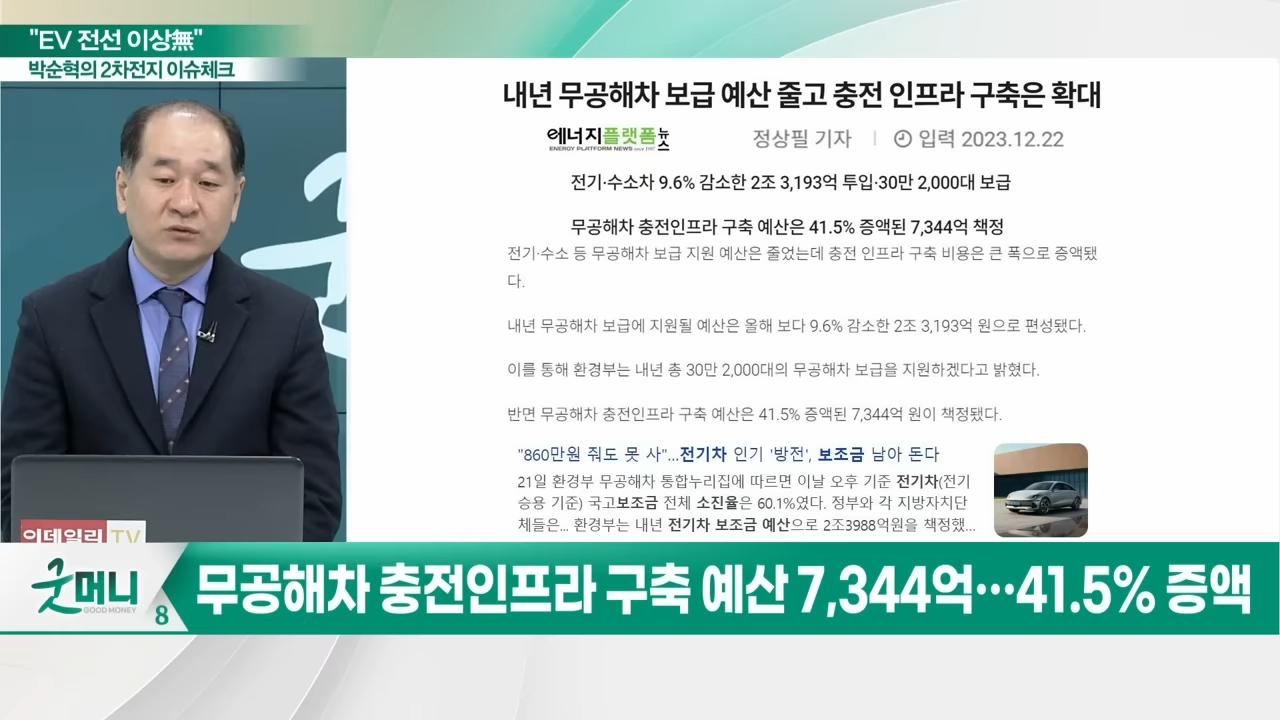 "EV 전선 이상無"
박순혁의 2차전지 이슈체크
내년 무공해차 보급 예산 줄고 충전 인프라 구축은 확대
에너지플랫폼뉴스
ENERGY PLATFORM NEWS since 1997
정상필 기자 | 입력 2023.12.22
전기·수소차 9.6% 감소한 2조 3,193억 투입·30만 2,000대 보급
무공해차 충전인프라 구축 예산은 41.5% 증액된 7,344억 책정
전기·수소 등 무공해차 보급 지원 예산은 줄었는데 충전 인프라 구축 비용은 큰 폭으로 증액됐
다.
내년 무공해차 보급에 지원될 예산은 올해 보다 9.6% 감소한 2조 3,193억 원으로 편성됐다.
이를 통해 환경부는 내년 총 30만 2,000대의 무공해차 보급을 지원하겠다고 밝혔다.
반면 무공해차 충전인프라 구축 예산은 41.5% 증액된 7,344억 원이 책정됐다.
"860만원 줘도 못 사"...전기차 인기 '방전', 보조금 남아 돈다
21일 환경부 무공해차 통합누리집에 따르면 이날 오후 기준 전기차(전기
승용 기준) 국고보조금 전체 소진율은 60.1%였다. 정부와 각 지방자치단
체들은... 환경부는 내년 전기차 보조금 예산으로 2조3988억원을 책정했...
이데일리 TV
굿머니
GOOD MONEY
8
무공해차 충전인프라 구축 예산 7,344억…41.5% 증액